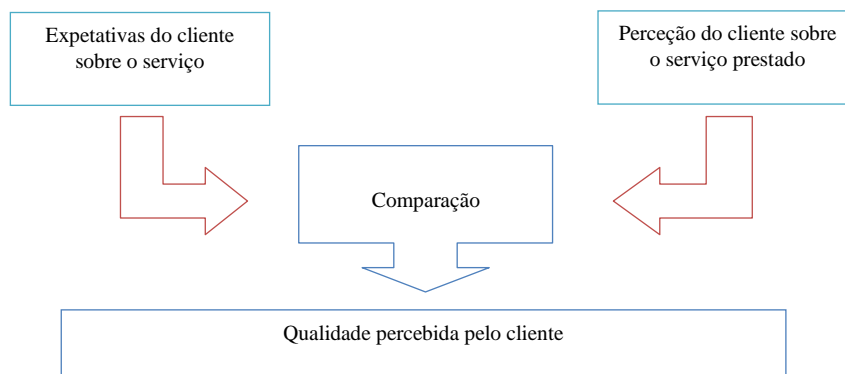 Expetativas do cliente
sobre o serviço
Perceção do cliente sobre
o serviço prestado
Comparação
Qualidade percebida pelo cliente